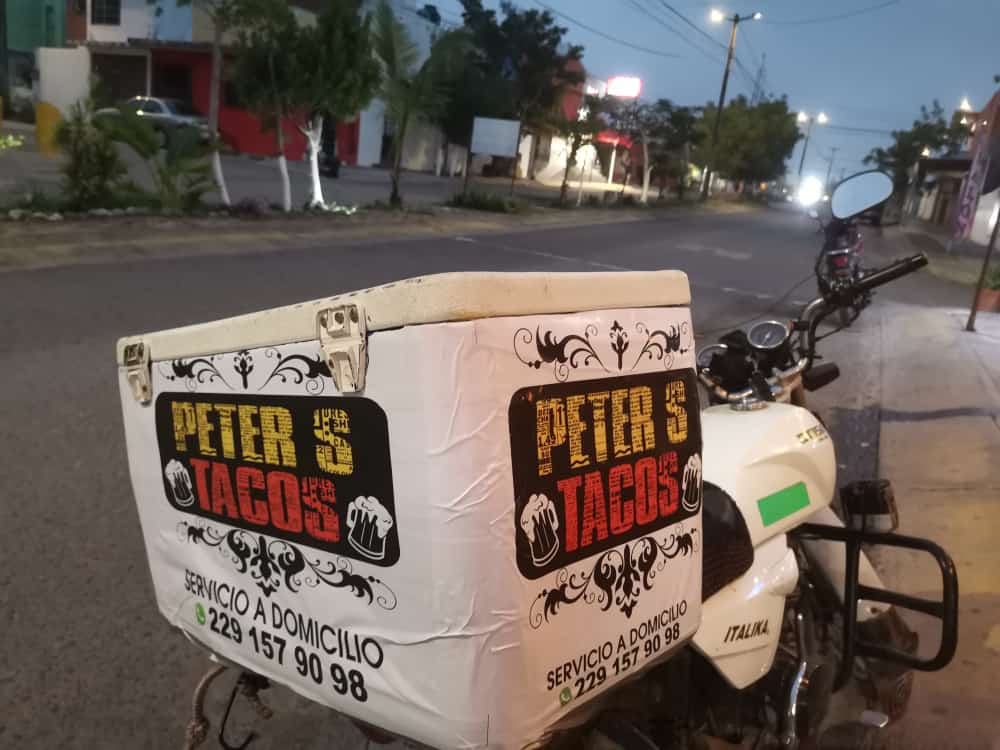 PETER S
TACOS
SERVICIO A DOMICILIO
229 157 90 98
PETER S
TACOS
SERVICIO A DOMICILIO
229 157 90 98
ITALIKA